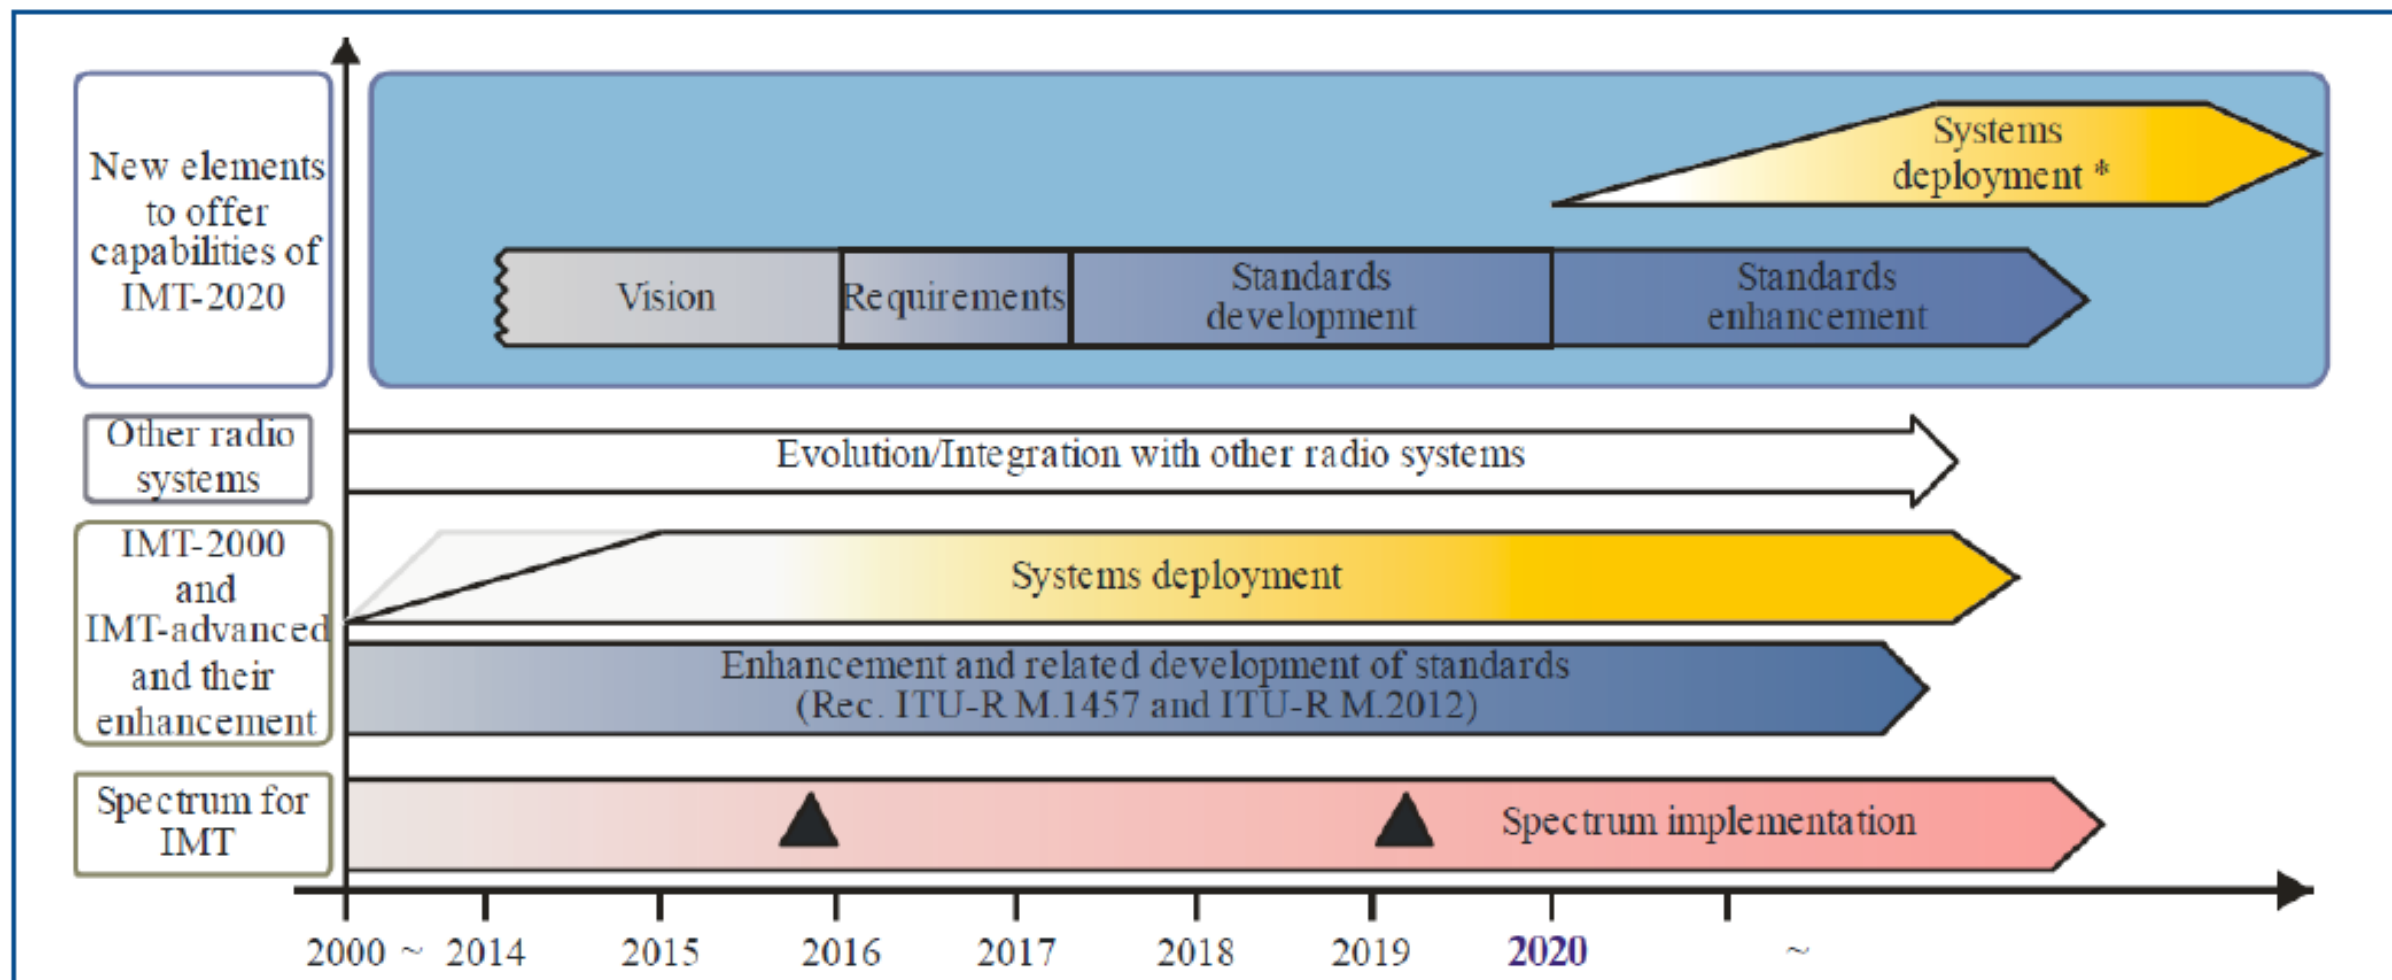 New elements
to offer
capabilities of
IMT-2020
Systems
deployment *
Vision
Requirements
Standards
development
Standards
enhancement
Other radio
systems
Evolution/Integration with other radio systems
IMT-2000
and
IMT-advanced
and their
enhancement
Systems deployment
Enhancement and related development of standards
(Rec. ITU-R M.1457 and ITU-R M.2012)
Spectrum for
IMT
Spectrum implementation
2000 ~ 2014 2015 2016 2017 2018 2019 2020 ~